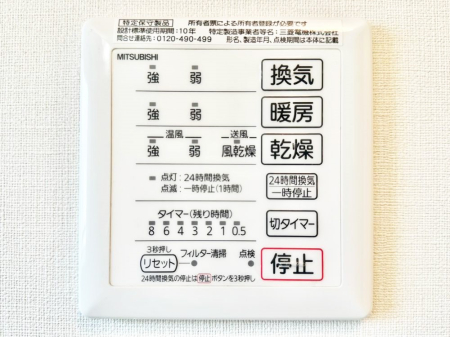 特定保守製品 所有者票による所有者登録が必要です
設計標準使用期間:10年 特定製造事業者等名:三菱電機株式会社
問合せ連絡先:0120-490-499 形名、製造年月、点検期間は本体に記載
MITSUBISHI
強 弱 換気
強 弱 暖房
温風 送風
強 弱 風乾燥 乾燥
点灯:24時間換気
点滅:一時停止(1時間)
24時間換気
一時停止
タイマー(残り時間)
8 6 4 3 2 1 0.5
切タイマー
3秒押し
リセット フィルター清掃 点検
停止
24時間換気の停止は停止ボタンを3秒押し